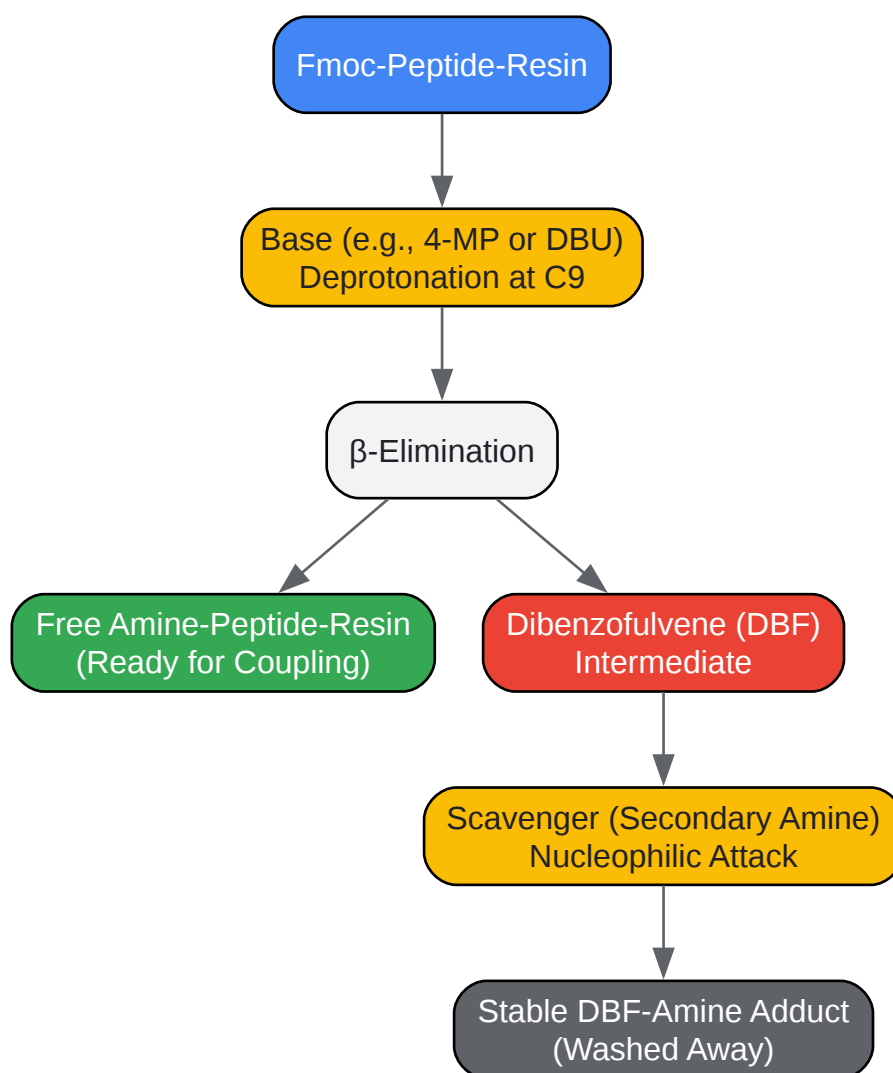 Fmoc-Peptide-Resin
Base (e.g., 4-MP or DBU)
Deprotonation at C9
β-Elimination
Free Amine-Peptide-Resin
(Ready for Coupling)
Dibenzofulvene (DBF)
Intermediate
Scavenger (Secondary Amine)
Nucleophilic Attack
Stable DBF-Amine Adduct
(Washed Away)